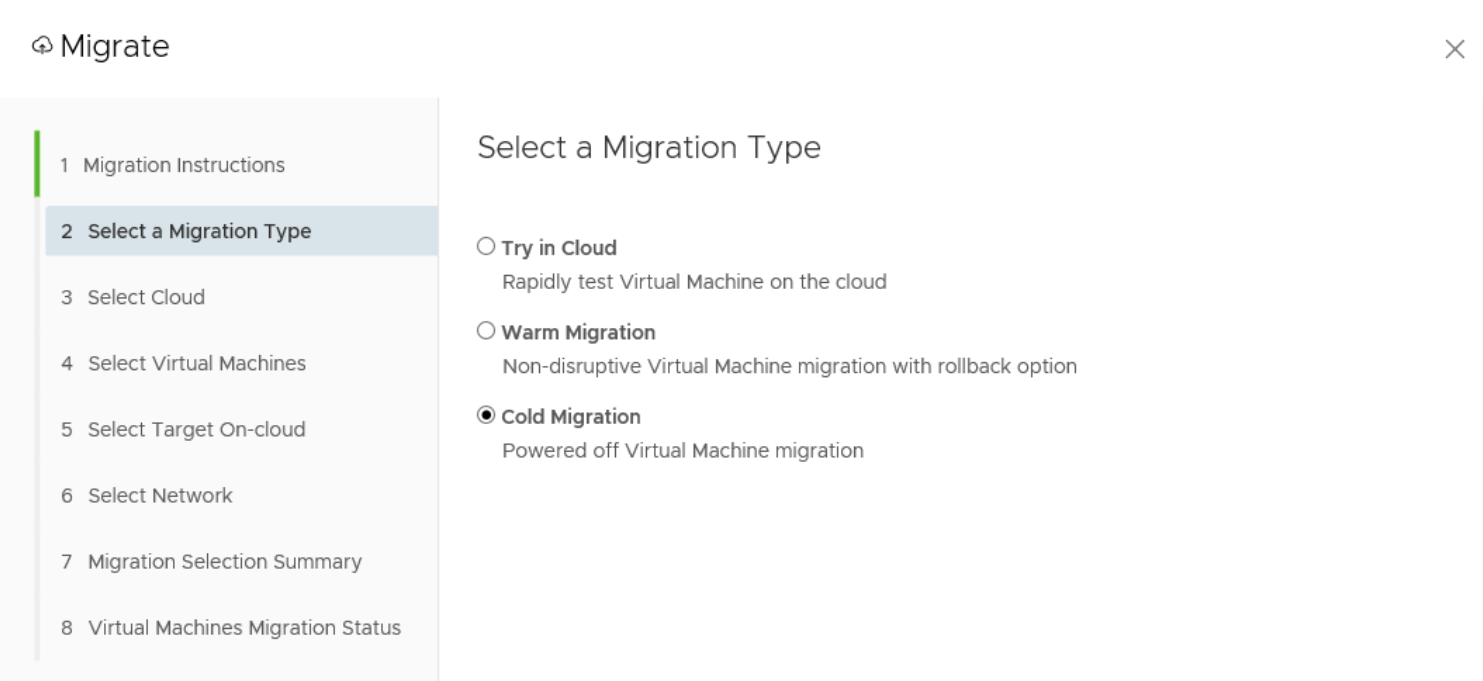 Migrate
1 Migration Instructions
2 Select a Migration Type
3 Select Cloud
4 Select Virtual Machines
5 Select Target On-cloud
6 Select Network
7 Migration Selection Summary
8 Virtual Machines Migration Status
Select a Migration Type
Try in Cloud
Rapidly test Virtual Machine on the cloud
Warm Migration
Non-disruptive Virtual Machine migration with rollback option
Cold Migration
Powered off Virtual Machine migration